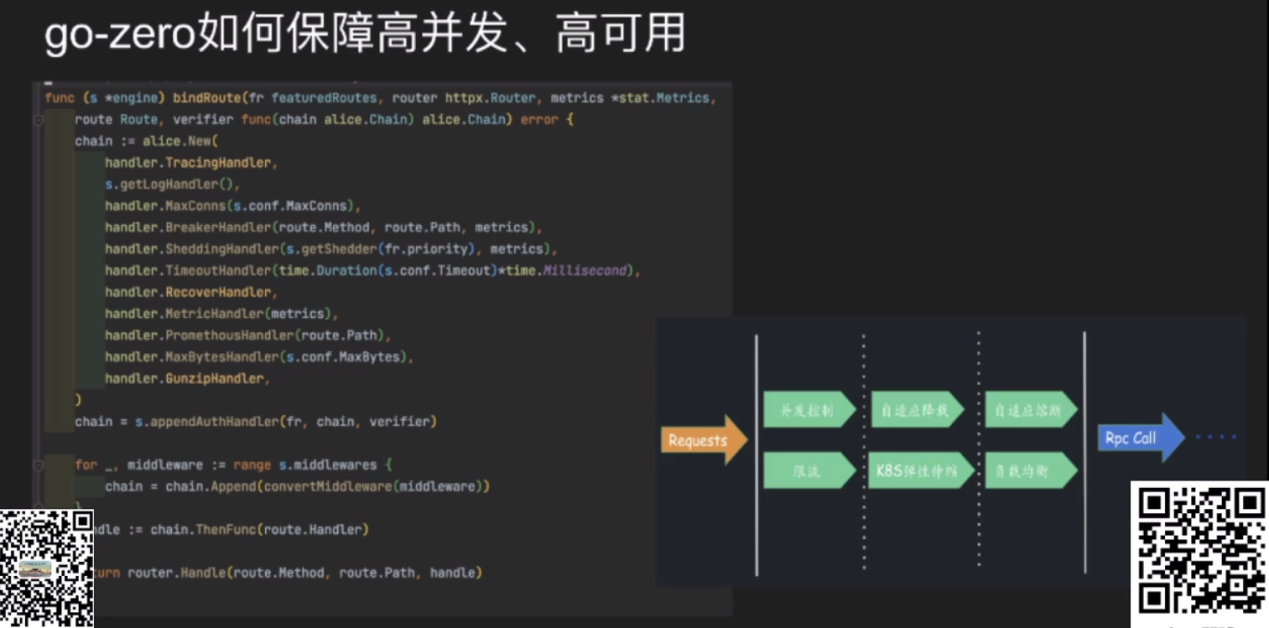 go-zero如何保障高并发、高可用
func (s *engine) bindRoute(fr featuredRoutes, router httpx.Router, metrics *stat.Metrics,
route Route, verifier func(chain alice.Chain) alice.Chain) error {
chain := alice.New(
handler.TracingHandler,
s.getLogHandler(),
handler.MaxConns(s.conf.MaxConns),
handler.BreakerHandler(route.Method, route.Path, metrics),
handler.SheddingHandler(s.getShedder(fr.priority), metrics),
handler.TimeoutHandler(time.Duration(s.conf.Timeout)*time.Millisecond),
handler.RecoverHandler,
handler.MetricHandler(metrics),
handler.PromethousHandler(route.Path),
handler.MaxBytesHandler(s.conf.MaxBytes),
handler.GunzipHandler,
)
chain = s.appendAuthHandler(fr, chain, verifier)
for _, middleware := range s.middlewares {
chain = chain.Append(convertMiddleware(middleware))
}
ndle := chain.ThenFunc(route.Handler)
urn router.Handle(route.Method, route.Path, handle)
Requests
并发控制
自适应降载
自适应熔断
限流
K8S弹性伸缩
负载均衡
Rpc Call